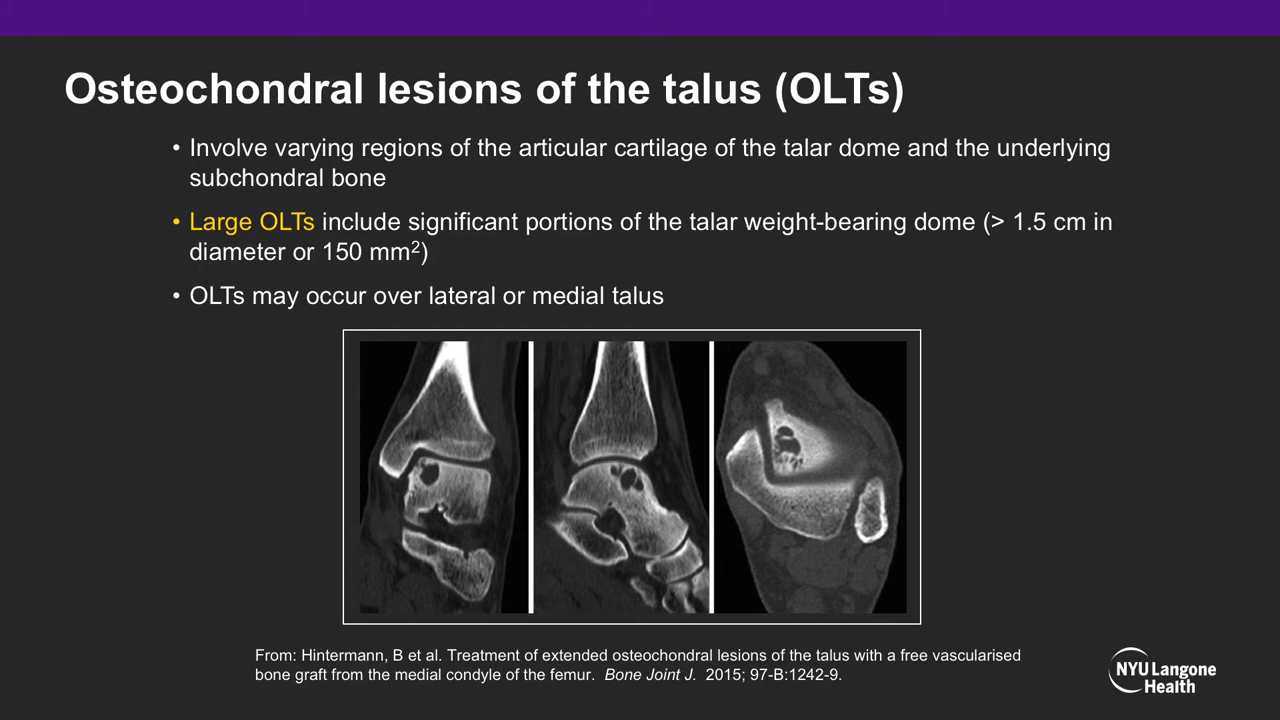 Osteochondral lesions of the talus (OLTs)
• Involve varying regions of the articular cartilage of the talar dome and the underlying
subchondral bone
• Large OLTs include significant portions of the talar weight-bearing dome (> 1.5 cm in
diameter or 150 mm²)
• OLTs may occur over lateral or medial talus
From: Hintermann, B et al. Treatment of extended osteochondral lesions of the talus with a free vascularised
bone graft from the medial condyle of the femur.  Bone Joint J.  2015; 97-B:1242-9.
NYU Langone
Health